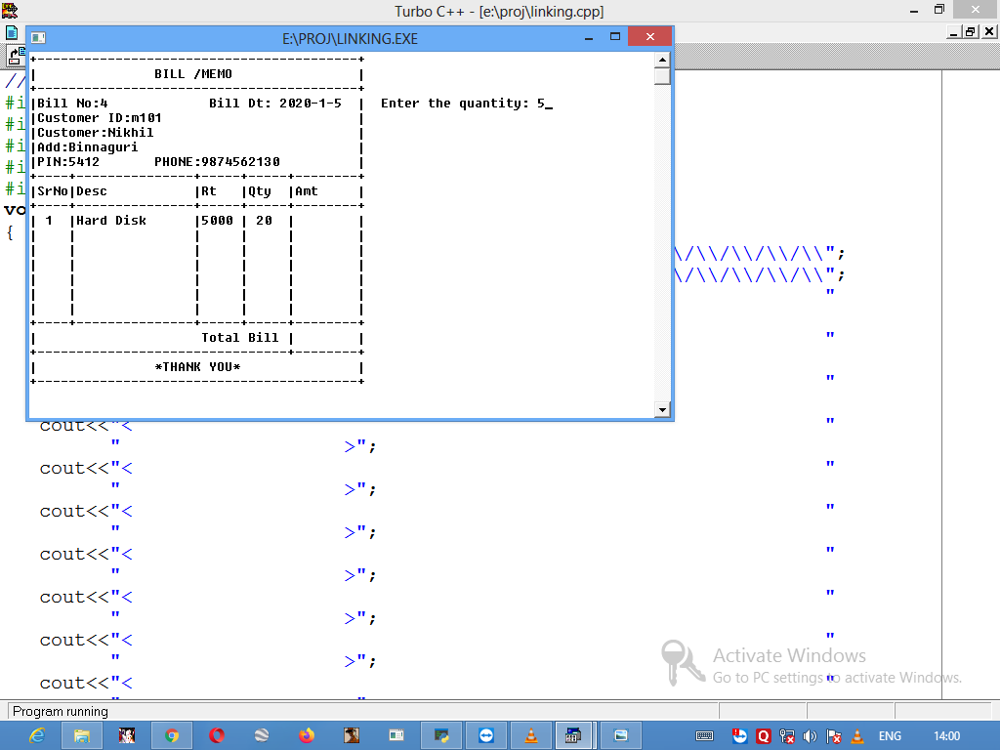 Turbo C++ - [e:\proj\linking.cpp]
E:\PROJ\LINKING.EXE
BILL /MEMO
Bill No:4 Bill Dt: 2020-1-5 Enter the quantity: 5_
Customer ID:m101
Customer:Nikhil
Add:Binnaguri
PIN:5412 PHONE:9874562130
SrNo|Desc |Rt |Qty |Amt
1 |Hard Disk |5000 | 20 |
Total Bill
*THANK YOU*
//
#i
#i
#i
#i
#i
vo
{
\/\\/\\/\\/\\/\\";
\/\\/\\/\\/\\/\\";
"
"
"
cout<<"< "
" >";
cout<<"< "
" >";
cout<<"< "
" >";
cout<<"< "
" >";
cout<<"< "
" >";
cout<<"< "
" >";
cout<<"< "
Activate Windows
Go to PC settings to activate Windows.
Program running
ENG 14:00